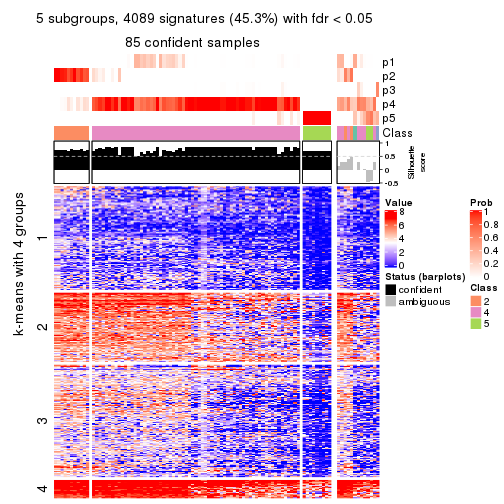 5 subgroups, 4089 signatures (45.3%) with fdr < 0.05
85 confident samples
p1
p2
p3
p4
p5
Class
1
0.5
0
-0.5
Silhouette
score
k-means with 4 groups
1
2
3
4
Value
8
6
4
2
0
Status (barplots)
confident
ambiguous
Prob
1
0.8
0.6
0.4
0.2
0
Class
2
4
5